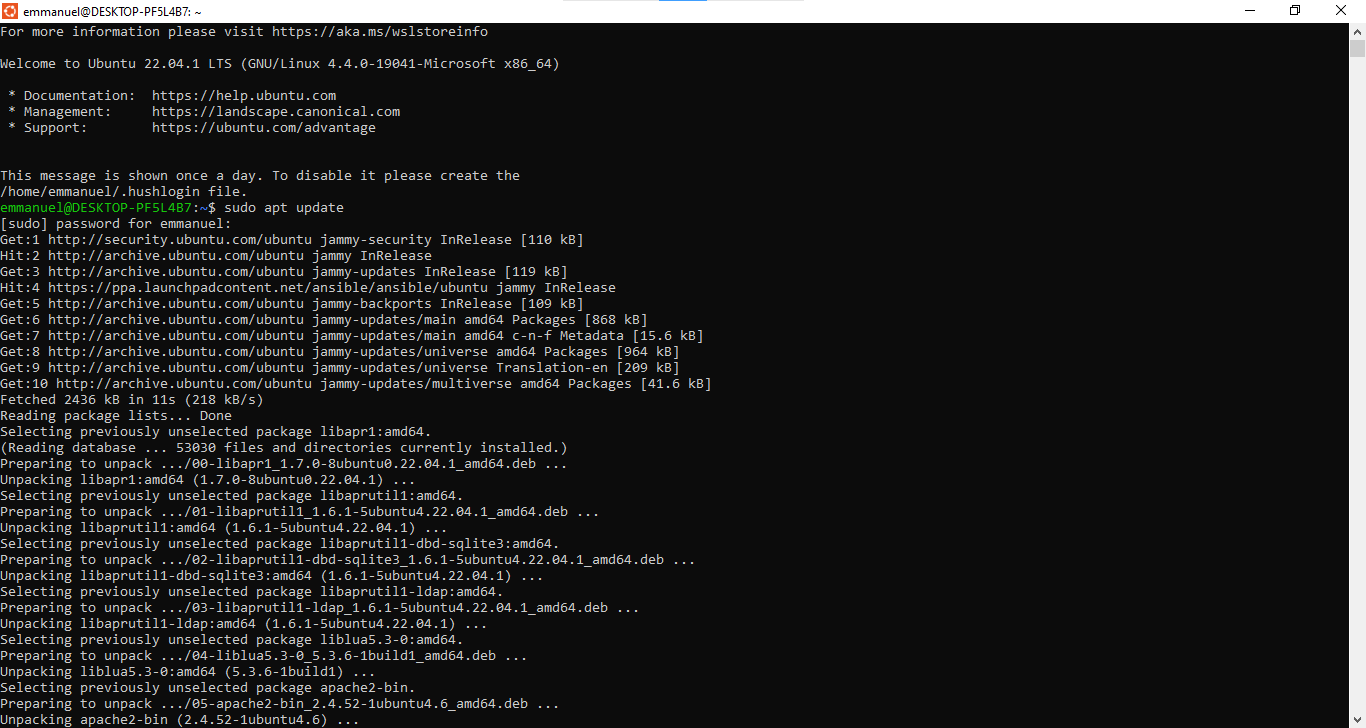 emmanuel@DESKTOP-PF5L4B7: ~
For more information please visit https://aka.ms/wslstoreinfo
Welcome to Ubuntu 22.04.1 LTS (GNU/Linux 4.4.0-19041-Microsoft x86_64)
* Documentation:  https://help.ubuntu.com
* Management:     https://landscape.canonical.com
* Support:        https://ubuntu.com/advantage
This message is shown once a day. To disable it please create the
/home/emmanuel/.hushlogin file.
emmanuel@DESKTOP-PF5L4B7:~$ sudo apt update
[sudo] password for emmanuel:
Get:1 http://security.ubuntu.com/ubuntu jammy-security InRelease [110 kB]
Hit:2 http://archive.ubuntu.com/ubuntu jammy InRelease
Get:3 http://archive.ubuntu.com/ubuntu jammy-updates InRelease [119 kB]
Hit:4 https://ppa.launchpadcontent.net/ansible/ansible/ubuntu jammy InRelease
Get:5 http://archive.ubuntu.com/ubuntu jammy-backports InRelease [109 kB]
Get:6 http://archive.ubuntu.com/ubuntu jammy-updates/main amd64 Packages [868 kB]
Get:7 http://archive.ubuntu.com/ubuntu jammy-updates/main amd64 c-n-f Metadata [15.6 kB]
Get:8 http://archive.ubuntu.com/ubuntu jammy-updates/universe amd64 Packages [964 kB]
Get:9 http://archive.ubuntu.com/ubuntu jammy-updates/universe Translation-en [209 kB]
Get:10 http://archive.ubuntu.com/ubuntu jammy-updates/multiverse amd64 Packages [41.6 kB]
Fetched 2436 kB in 11s (218 kB/s)
Reading package lists... Done
Selecting previously unselected package libapr1:amd64.
(Reading database ... 53030 files and directories currently installed.)
Preparing to unpack .../00-libapr1_1.7.0-8ubuntu0.22.04.1_amd64.deb ...
Unpacking libapr1:amd64 (1.7.0-8ubuntu0.22.04.1) ...
Selecting previously unselected package libaprutil1:amd64.
Preparing to unpack .../01-libaprutil1_1.6.1-5ubuntu4.22.04.1_amd64.deb ...
Unpacking libaprutil1:amd64 (1.6.1-5ubuntu4.22.04.1) ...
Selecting previously unselected package libaprutil1-dbd-sqlite3:amd64.
Preparing to unpack .../02-libaprutil1-dbd-sqlite3_1.6.1-5ubuntu4.22.04.1_amd64.deb ...
Unpacking libaprutil1-dbd-sqlite3:amd64 (1.6.1-5ubuntu4.22.04.1) ...
Selecting previously unselected package libaprutil1-ldap:amd64.
Preparing to unpack .../03-libaprutil1-ldap_1.6.1-5ubuntu4.22.04.1_amd64.deb ...
Unpacking libaprutil1-ldap:amd64 (1.6.1-5ubuntu4.22.04.1) ...
Selecting previously unselected package liblua5.3-0:amd64.
Preparing to unpack .../04-liblua5.3-0_5.3.6-1build1_amd64.deb ...
Unpacking liblua5.3-0:amd64 (5.3.6-1build1) ...
Selecting previously unselected package apache2-bin.
Preparing to unpack .../05-apache2-bin_2.4.52-1ubuntu4.6_amd64.deb ...
Unpacking apache2-bin (2.4.52-1ubuntu4.6) ...